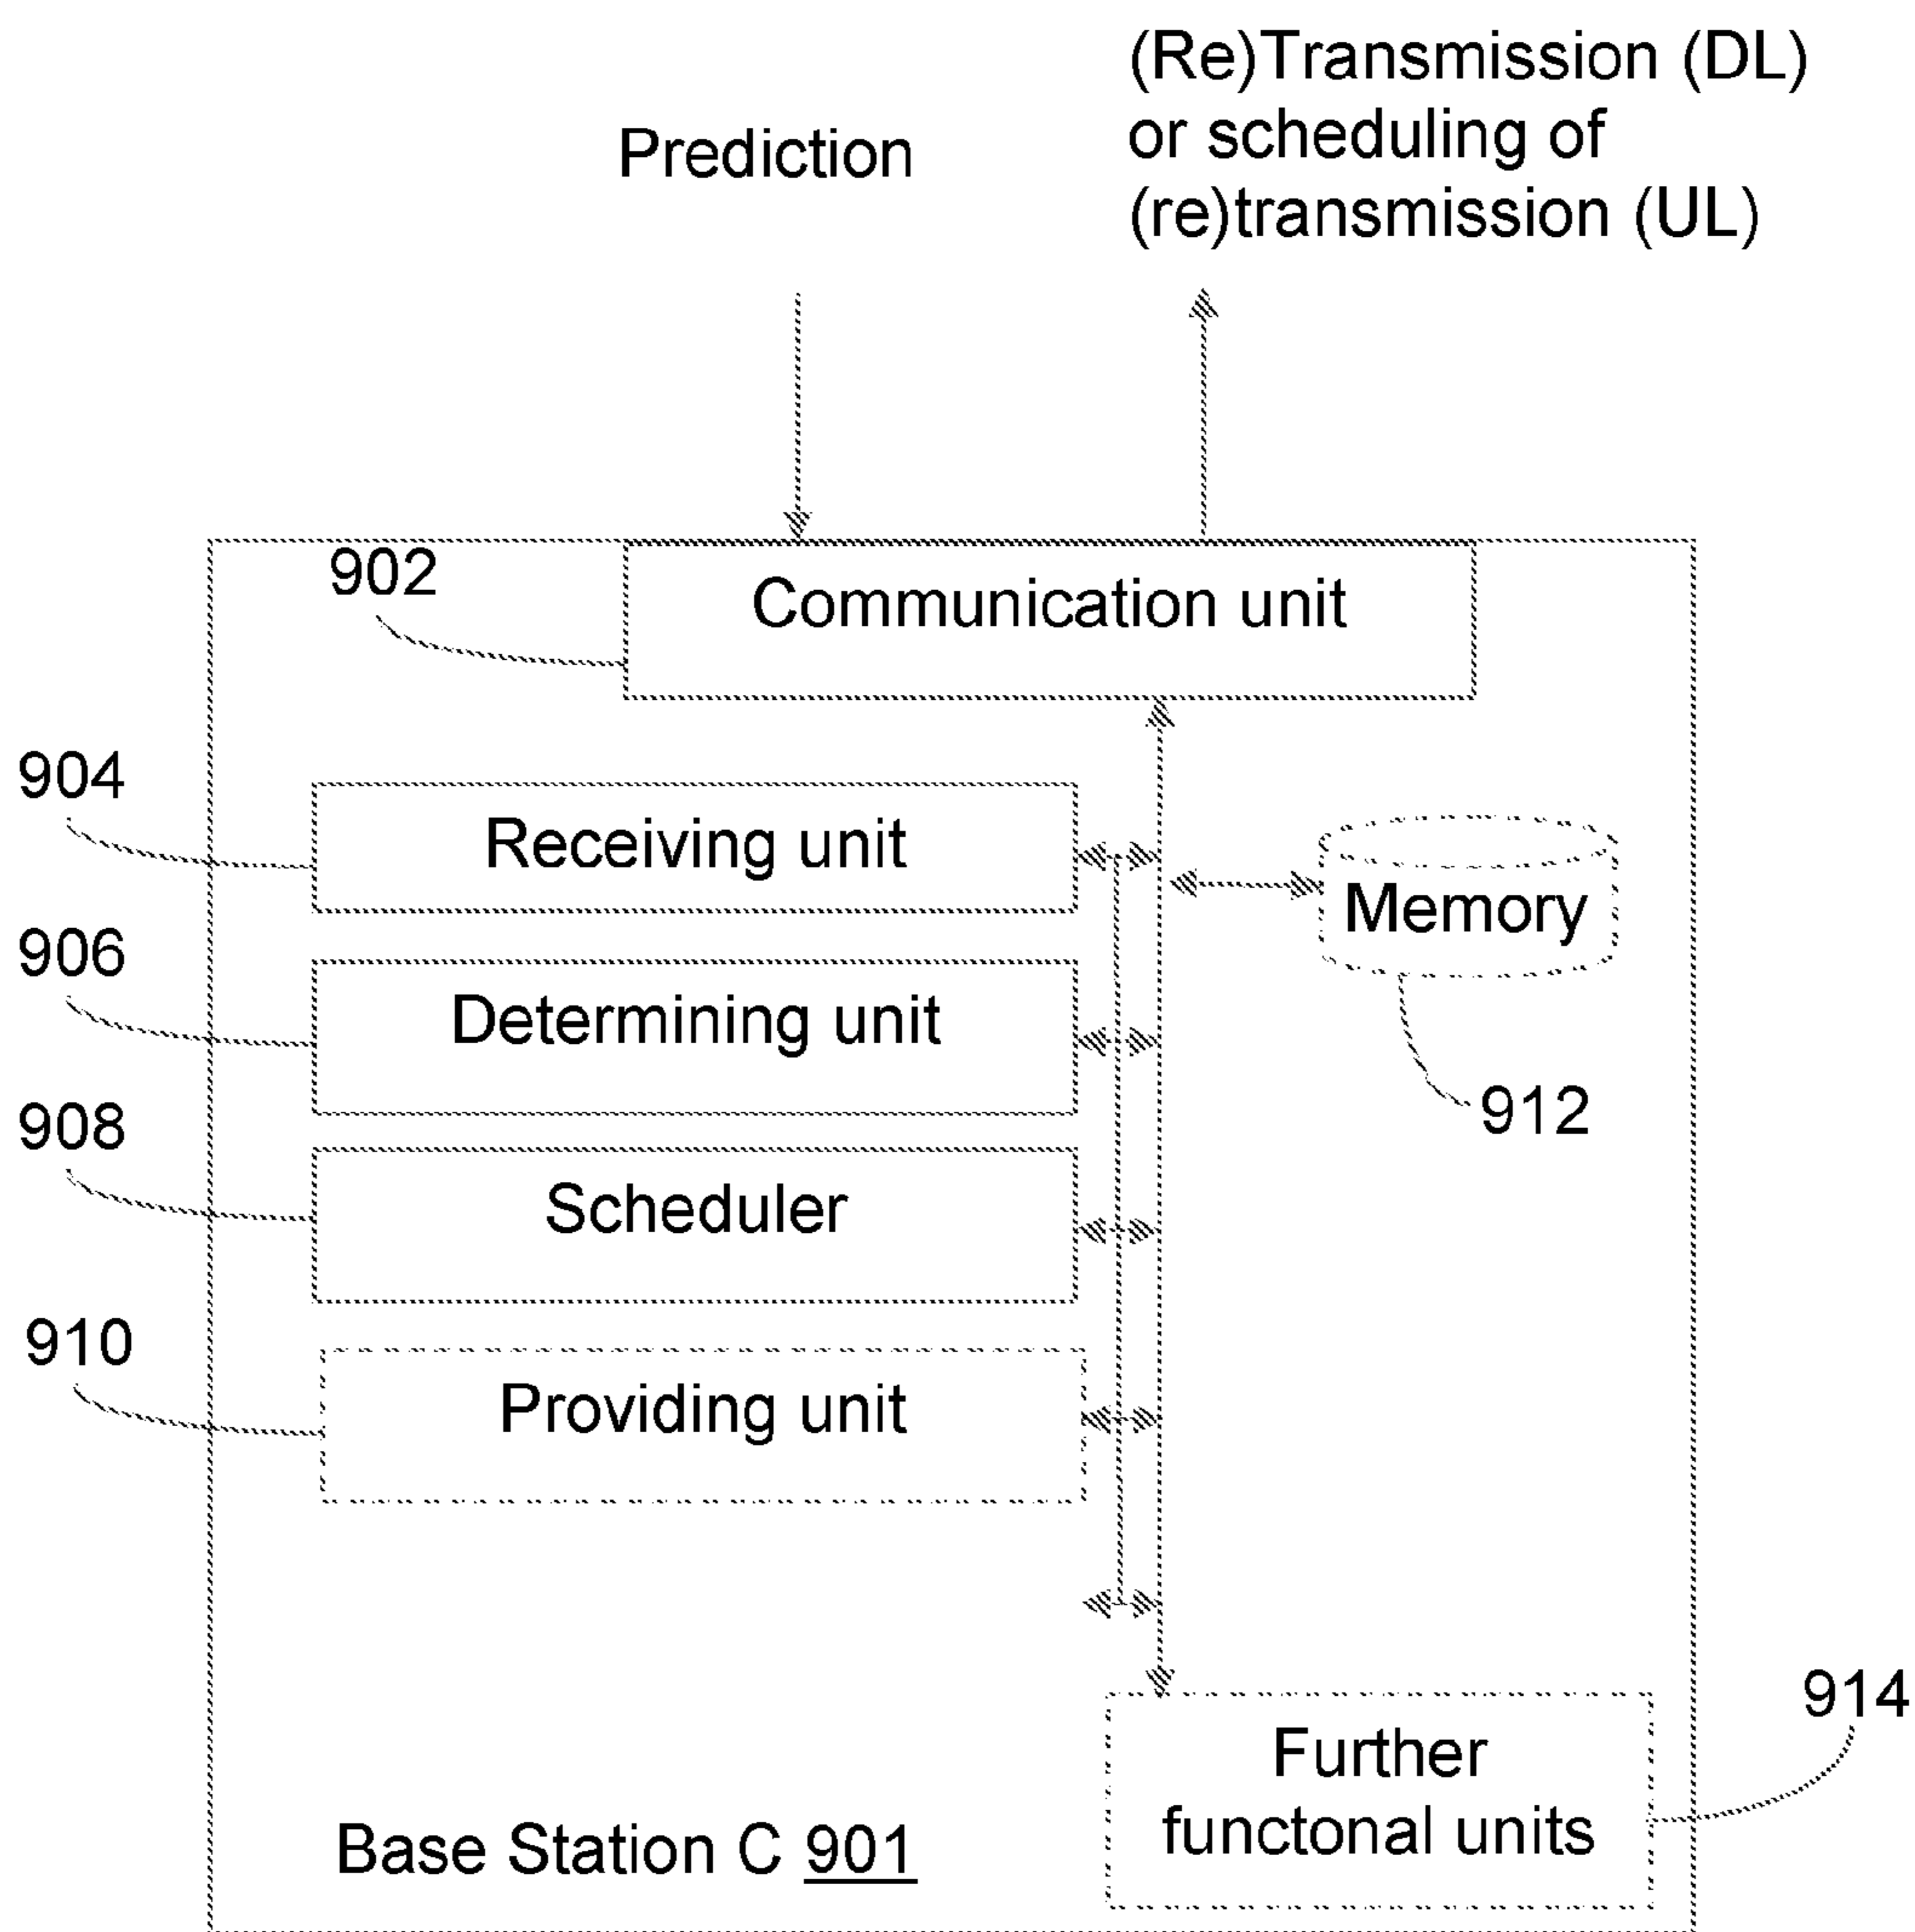 (Re)Transmission (DL)
or scheduling of
(re)transmission (UL)
Prediction
902
Communication unit
904
Receiving unit
Memory
906
Determining unit
912
908
Scheduler
910
Providing unit
914
Further
functonal units
Base Station C 901